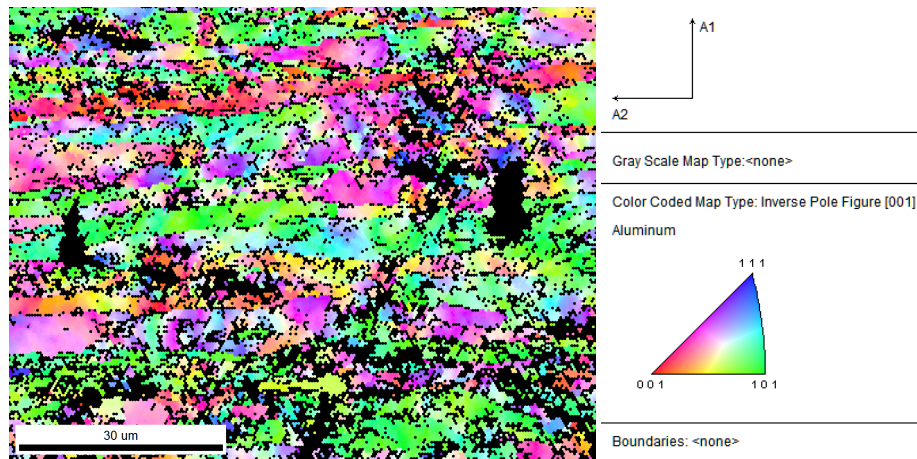 A1
A2
Gray Scale Map Type:<none>
Color Coded Map Type: Inverse Pole Figure [001]
Aluminum
1 1 1
0 0 1
1 0 1
30 um
Boundaries: <none>